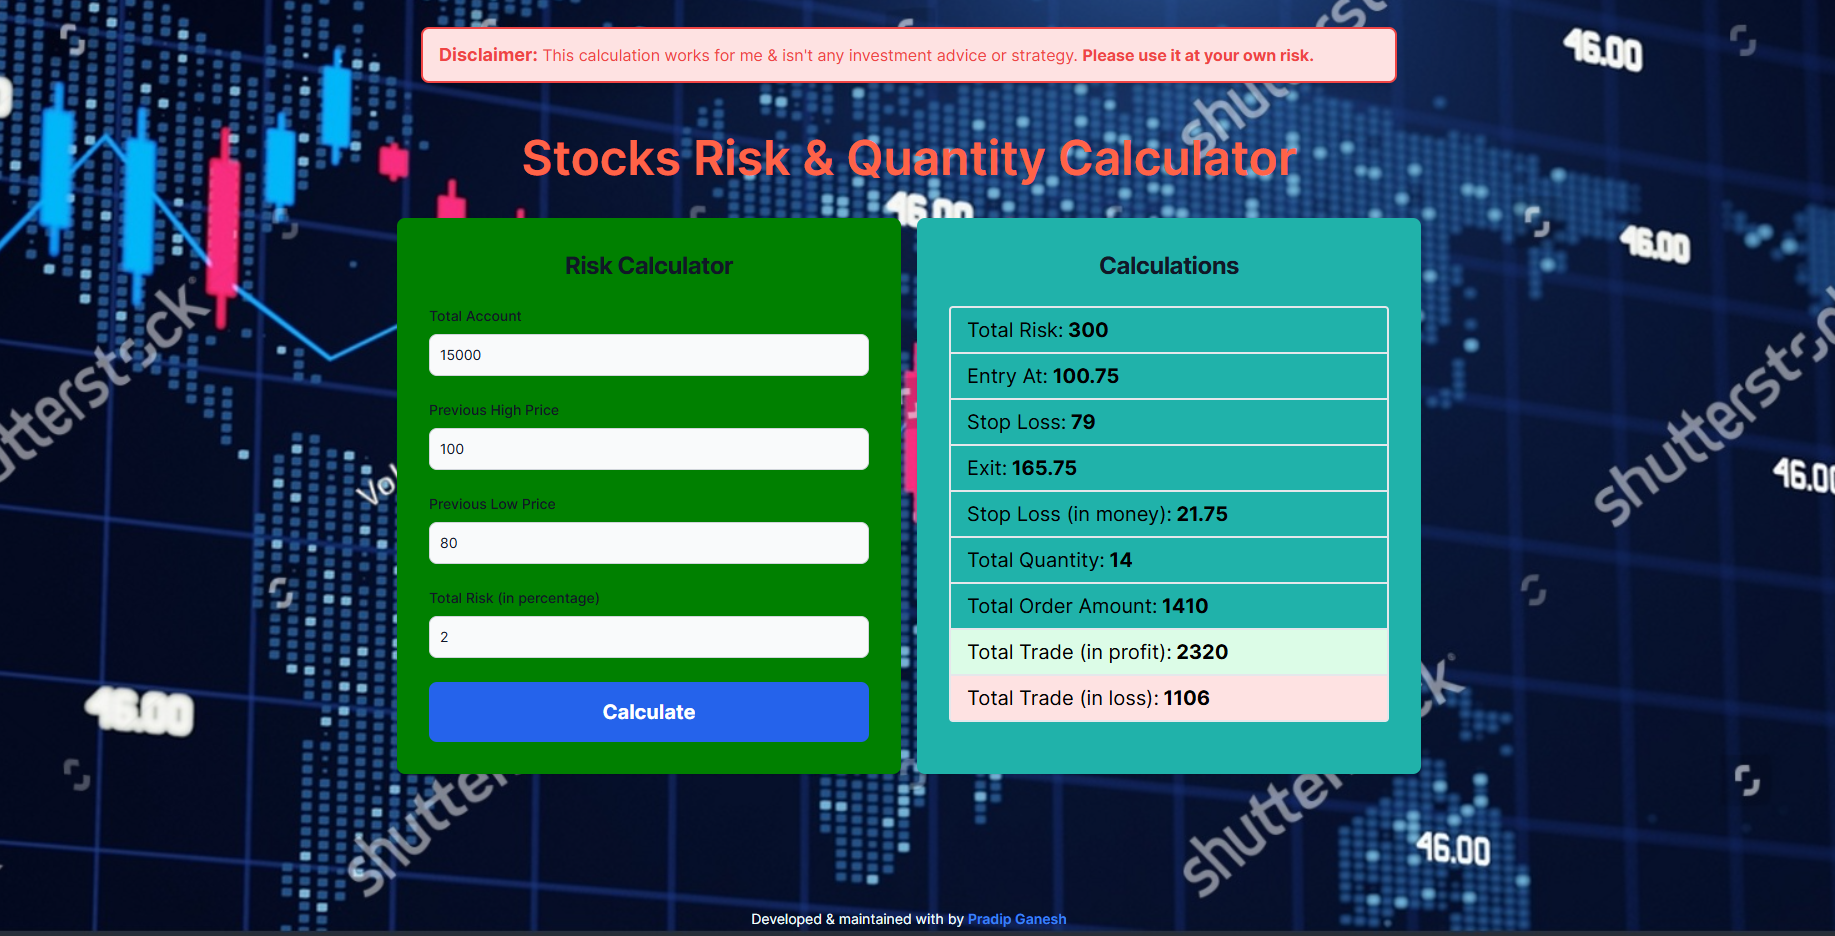 Disclaimer: This calculation works for me & isn't any investment advice or strategy. Please use it at your own risk.
46.00
Stocks Risk & Quantity Calculator
46.00
46.00
Risk Calculator
Total Account
15000
Previous High Price
100
Previous Low Price
80
Total Risk (in percentage)
2
Calculate
Calculations
Total Risk: 300
Entry At: 100.75
Stop Loss: 79
Exit: 165.75
Stop Loss (in money): 21.75
Total Quantity: 14
Total Order Amount: 1410
Total Trade (in profit): 2320
Total Trade (in loss): 1106
shutterstock
46.00
46.00
46.00
Developed & maintained with by Pradip Ganesh